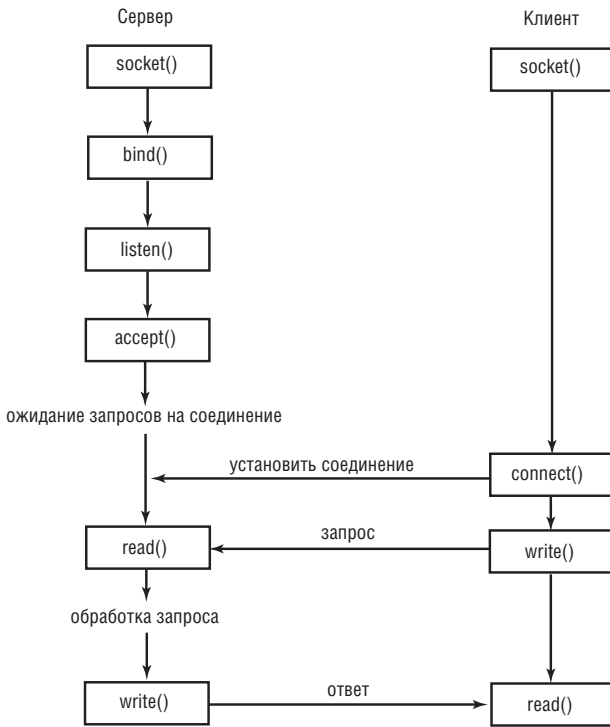 Сервер
Клиент
socket()
socket()
bind()
listen()
accept()
ожидание запросов на соединение
установить соединение
connect()
запрос
read()
write()
обработка запроса
ответ
write()
read()